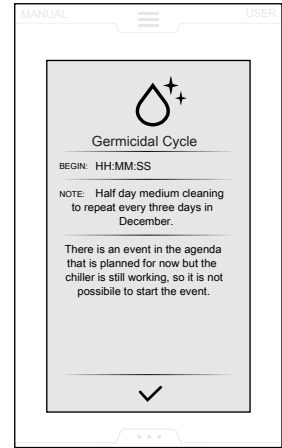 MANUAL
USER
Germicidal Cycle
BEGIN: HH:MM:SS
NOTE: Half day medium cleaning
to repeat every three days in
December.
There is an event in the agenda
that is planned for now but the
chiller is still working, so it is not
possibile to start the event.